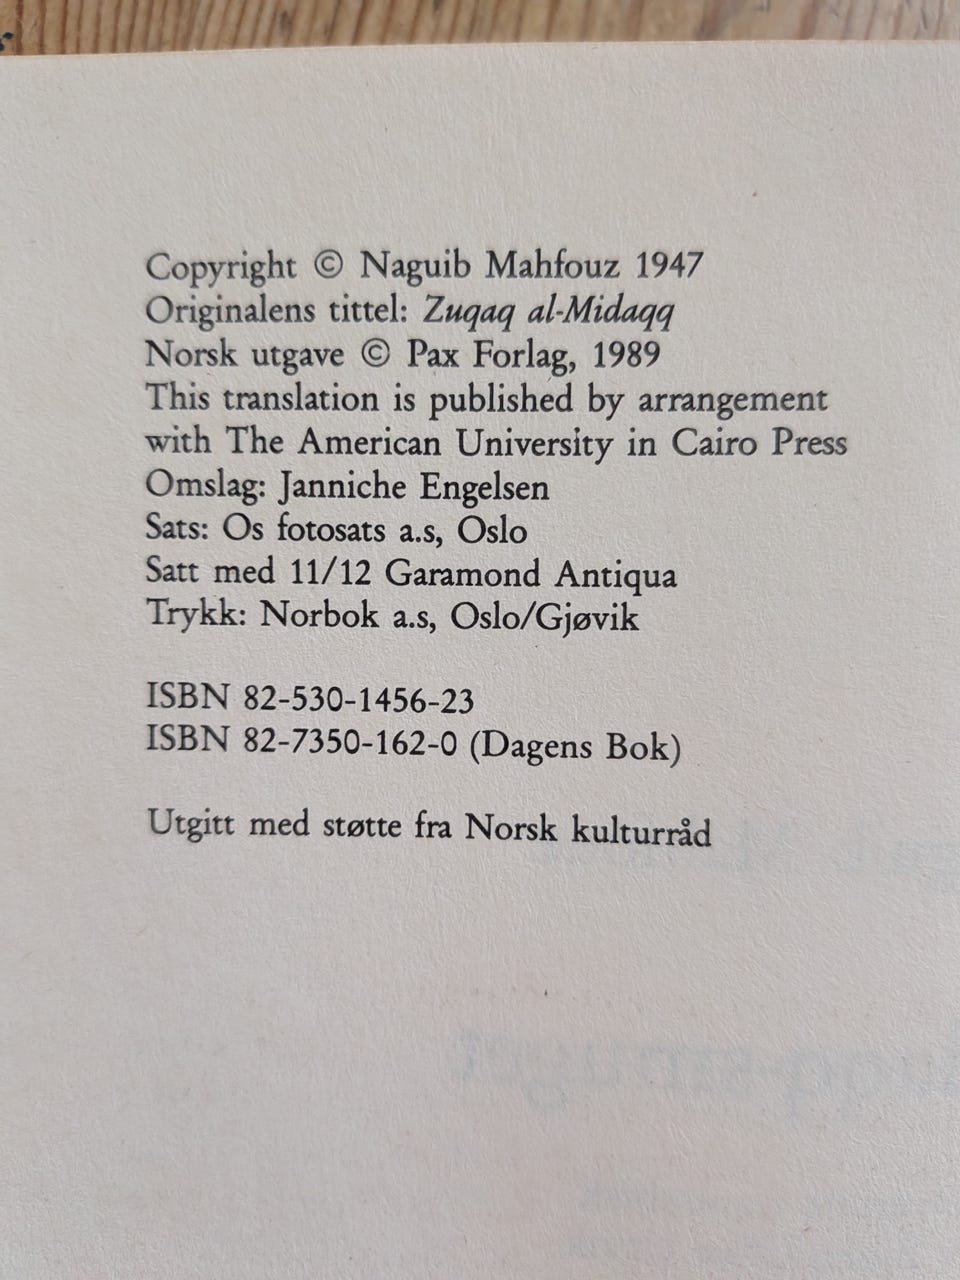 Copyright © Naguib Mahfouz 1947
Originalens tittel: Zuqaq al-Midaqq
Norsk utgave © Pax Forlag, 1989
This translation is published by arrangement
with The American University in Cairo Press
Omslag: Janniche Engelsen
Sats: Os fotosats a.s, Oslo
Satt med 11/12 Garamond Antiqua
Trykk: Norbok a.s, Oslo/Gjøvik
ISBN 82-530-1456-23
ISBN 82-7350-162-0 (Dagens Bok)
Utgitt med støtte fra Norsk kulturråd